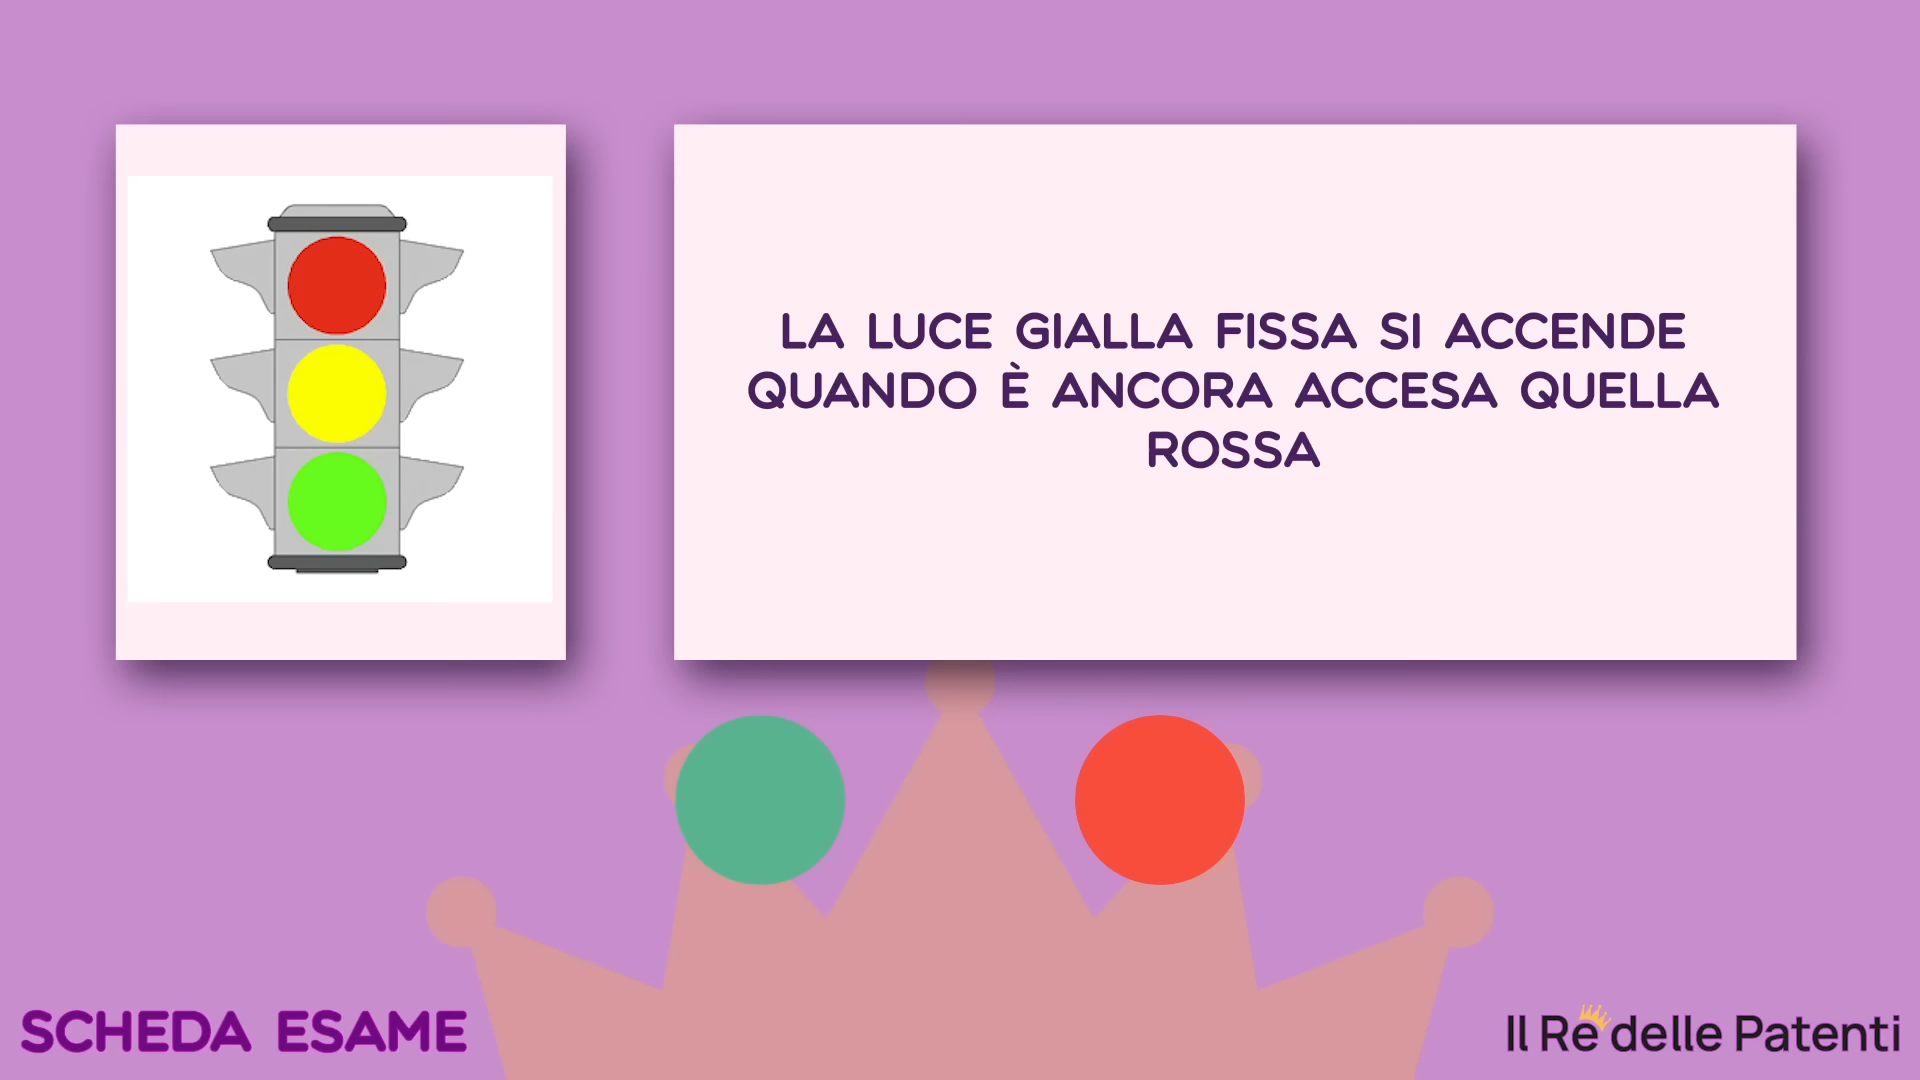 LA LUCE GIALLA FISSA SI ACCENDE
QUANDO È ANCORA ACCESA QUELLA
ROSSA
SCHEDA ESAME
Il Re delle Patenti